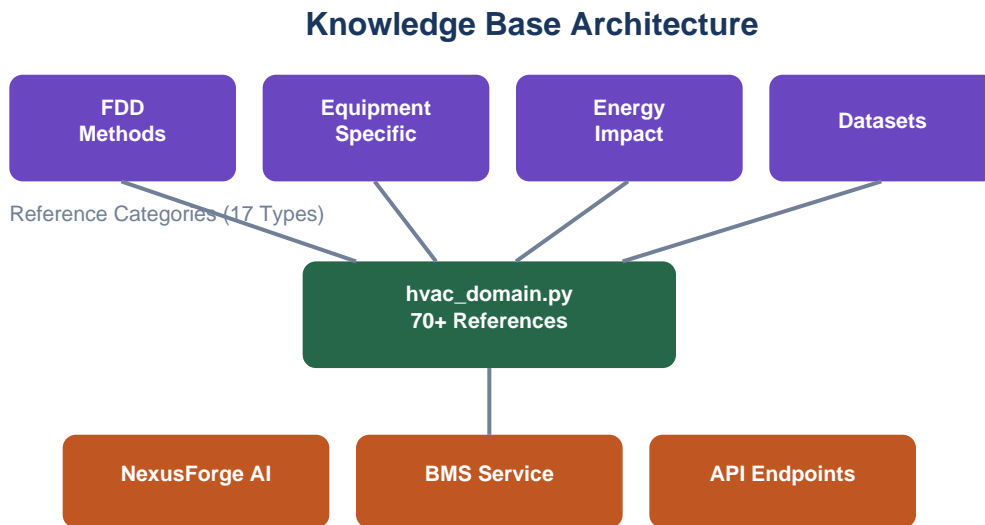 Knowledge Base Architecture
FDD
Methods
Equipment
Specific
Energy
Impact
Datasets
Reference Categories (17 Types)
hvac_domain.py
70+ References
NexusForge AI
BMS Service
API Endpoints